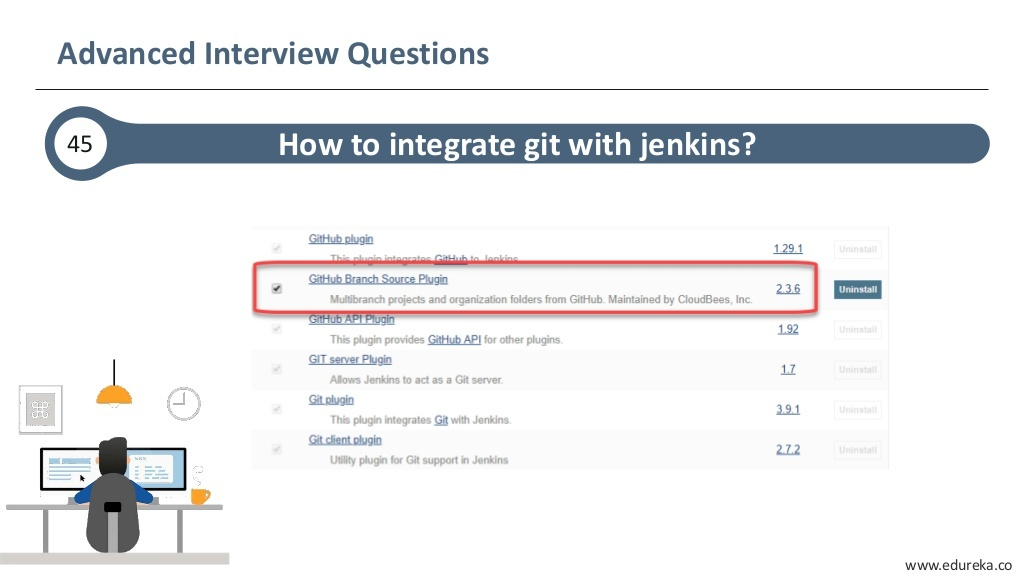 Advanced Interview Questions
45
How to integrate git with jenkins?
GitHub plugin
This plugin integrates GitHub to Jenkins
1.29.1
Uninstall
GitHub Branch Source Plugin
Multibranch projects and organization folders from GitHub. Maintained by CloudBees, Inc.
2.3.6
Uninstall
GitHub API Plugin
This plugin provides GitHub API for other plugins.
1.92
Uninstall
GIT server Plugin
Allows Jenkins to act as a Git server.
1.7
Uninstall
Git plugin
This plugin integrates Git with Jenkins.
3.9.1
Uninstall
Git client plugin
Utility plugin for Git support in Jenkins
2.7.2
Uninstall
www.edureka.co